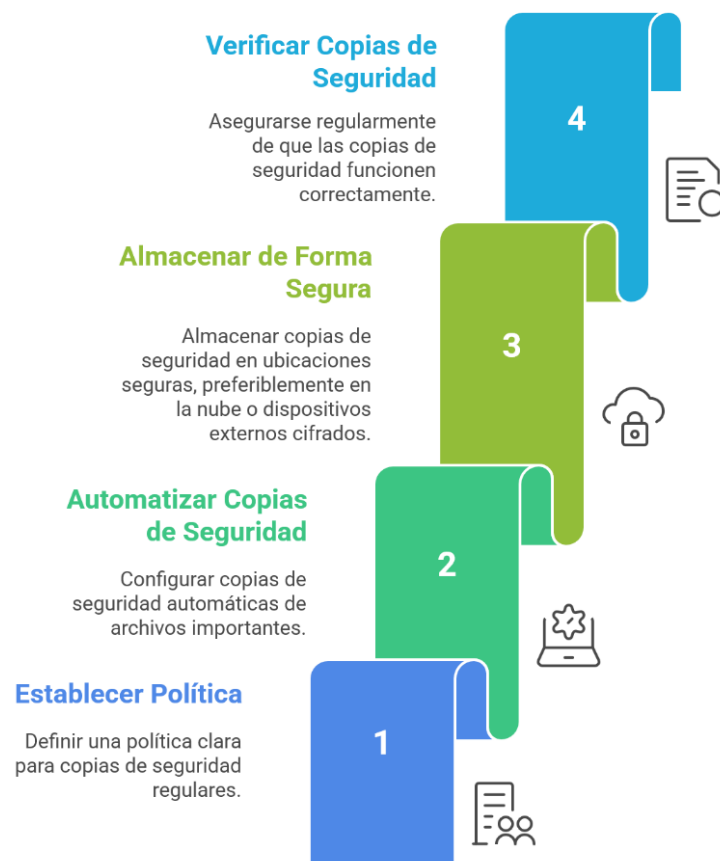 Verificar Copias de
Seguridad
Asegurarse regularmente
de que las copias de
seguridad funcionen
correctamente.
4
Almacenar de Forma
Segura
Almacenar copias de
seguridad en ubicaciones
seguras, preferiblemente en
la nube o dispositivos
externos cifrados.
3
Automatizar Copias
de Seguridad
Configurar copias de
seguridad automáticas de
archivos importantes.
2
Establecer Política
Definir una política clara
para copias de seguridad
regulares.
1